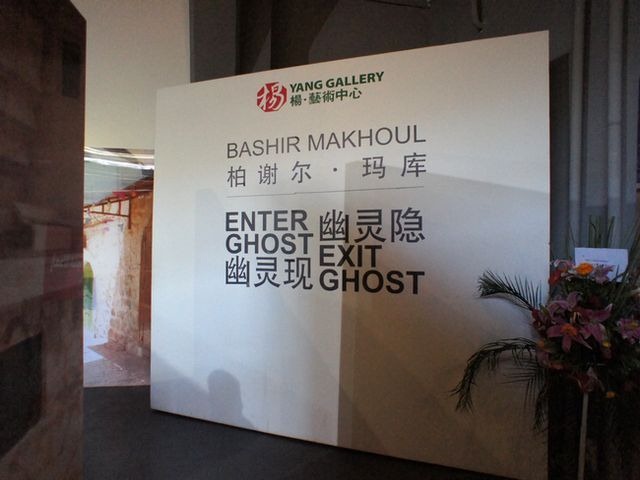 楊
YANG GALLERY
楊·藝術中心
BASHIR MAKHOUL
柏谢尔·玛库
ENTER 幽灵隐
GHOST EXIT
幽灵现 GHOST